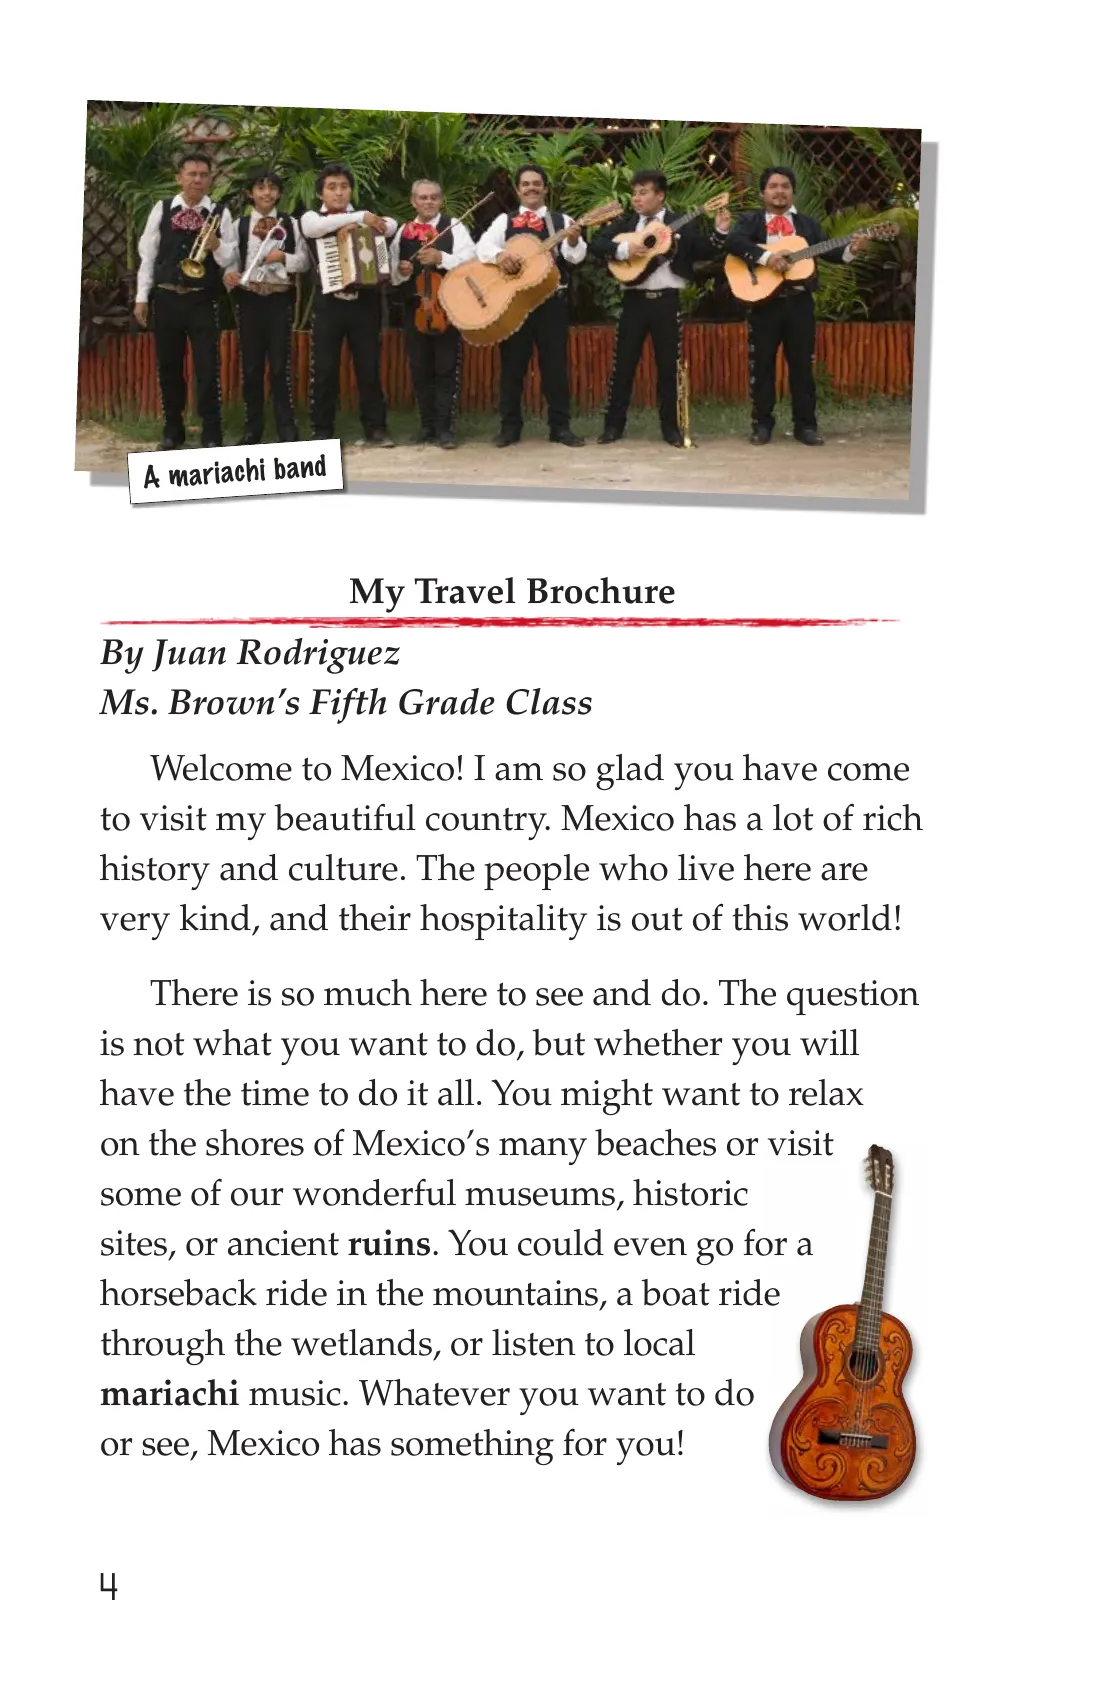 A mariachi band
My Travel Brochure
By Juan Rodriguez
Ms. Brown's Fifth Grade Class
Welcome to Mexico! I am so glad you have come
to visit my beautiful country. Mexico has a lot of rich
history and culture. The people who live here are
very kind, and their hospitality is out of this world!
There is so much here to see and do. The question
is not what you want to do, but whether you will
have the time to do it all. You might want to relax
on the shores of Mexico's many beaches or visit
some of our wonderful museums, historic
sites, or ancient ruins. You could even go for a
horseback ride in the mountains, a boat ride
through the wetlands, or listen to local
mariachi music. Whatever you want to do
or see, Mexico has something for you!
4